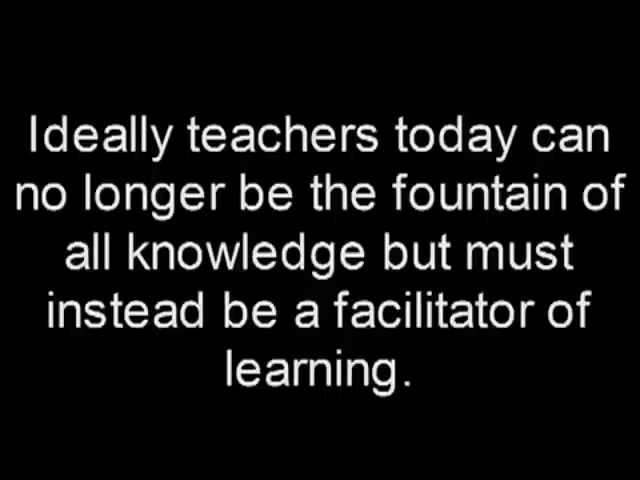 Ideally teachers today can
no longer be the fountain of
all knowledge but must
instead be a facilitator of
learning.